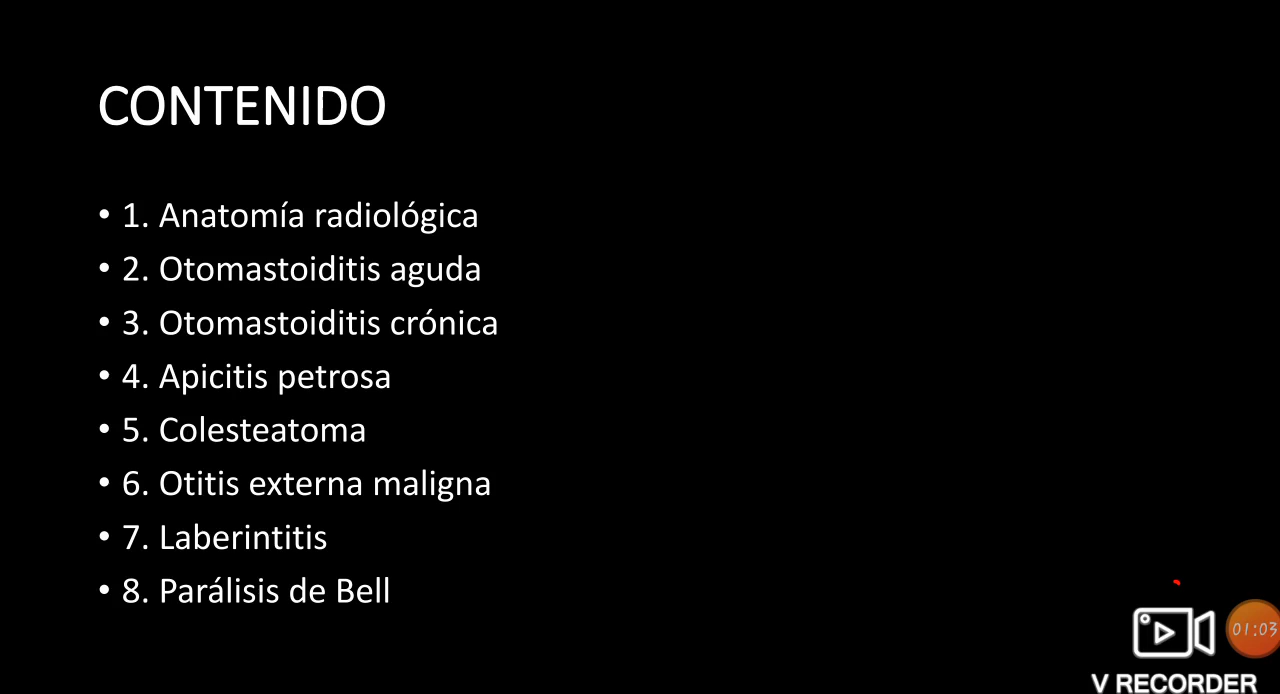 CONTENIDO
• 1. Anatomía radiológica
• 2. Otomastoiditis aguda
• 3. Otomastoiditis crónica
• 4. Apicitis petrosa
• 5. Colesteatoma
• 6. Otitis externa maligna
• 7. Laberintitis
• 8. Parálisis de Bell
01:03
V RECORDER